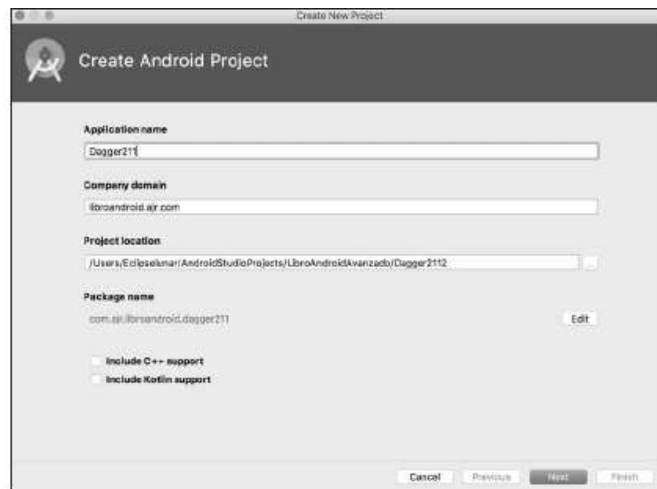 Create New Project
Create Android Project
Application name
Dagger211
Company domain
libroandroid.ajr.com
Project location
/Users/Eclipselunar/AndroidStudioProjects/LibroAndroidAvanzado/Dagger2112
...
Package name
com.ajr.libroandroid.dagger211
Edit
Include C++ support
Include Kotlin support
Cancel
Previous
Next
Finish